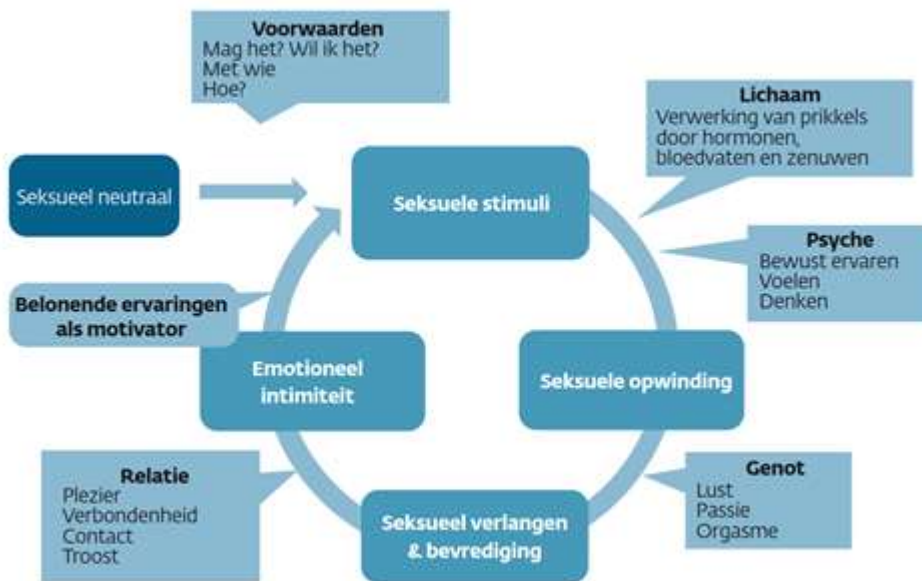 Voorwaarden
Mag het? Wil ik het?
Met wie
Hoe?
Lichaam
Verwerking van prikkels
door hormonen,
bloedvaten en zenuwen
Seksueel neutraal
Seksuele stimuli
Psyche
Bewust ervaren
Voelen
Denken
Belonende ervaringen
als motivator
Emotioneel
intimiteit
Seksuele opwinding
Relatie
Plezier
Verbondenheid
Contact
Troost
Seksueel verlangen
& bevrediging
Genot
Lust
Passie
Orgasme